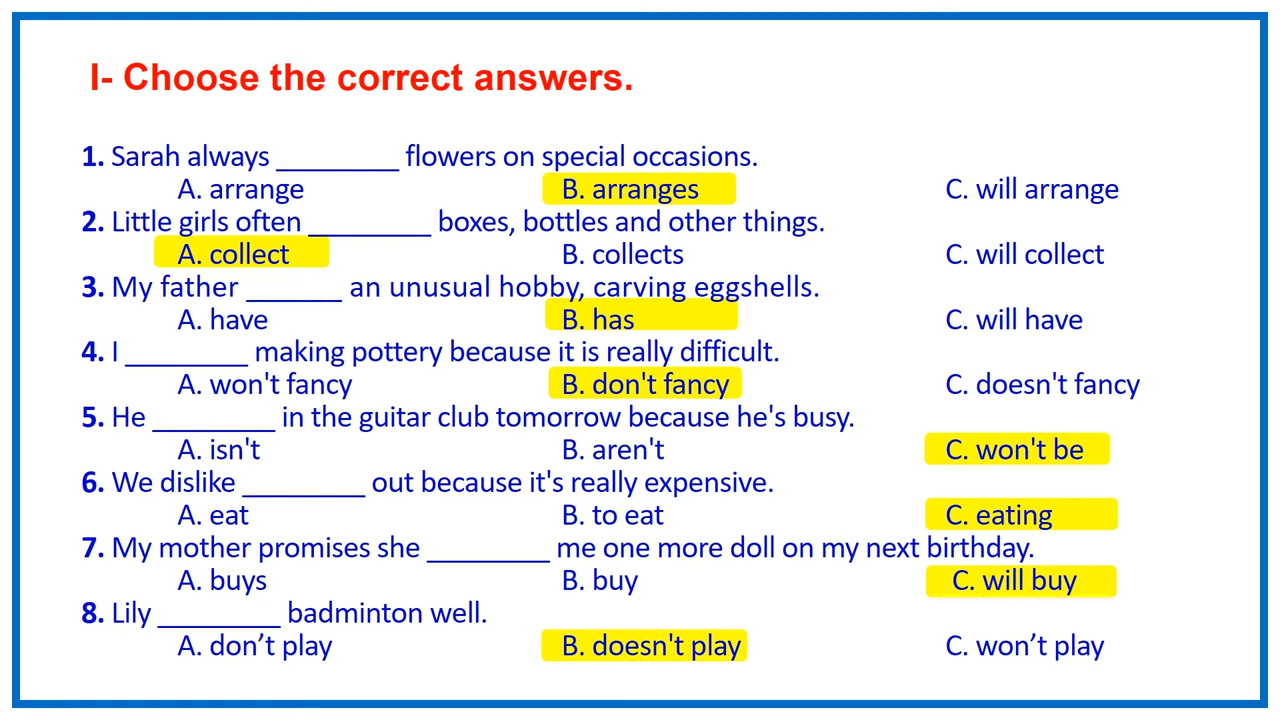 I- Choose the correct answers.
1. Sarah always ________ flowers on special occasions.
A. arrange B. arranges C. will arrange
2. Little girls often ________ boxes, bottles and other things.
A. collect B. collects C. will collect
3. My father ______ an unusual hobby, carving eggshells.
A. have B. has C. will have
4. I ________ making pottery because it is really difficult.
A. won't fancy B. don't fancy C. doesn't fancy
5. He ________ in the guitar club tomorrow because he's busy.
A. isn't B. aren't C. won't be
6. We dislike ________ out because it's really expensive.
A. eat B. to eat C. eating
7. My mother promises she ________ me one more doll on my next birthday.
A. buys B. buy C. will buy
8. Lily ________ badminton well.
A. don’t play B. doesn't play C. won’t play